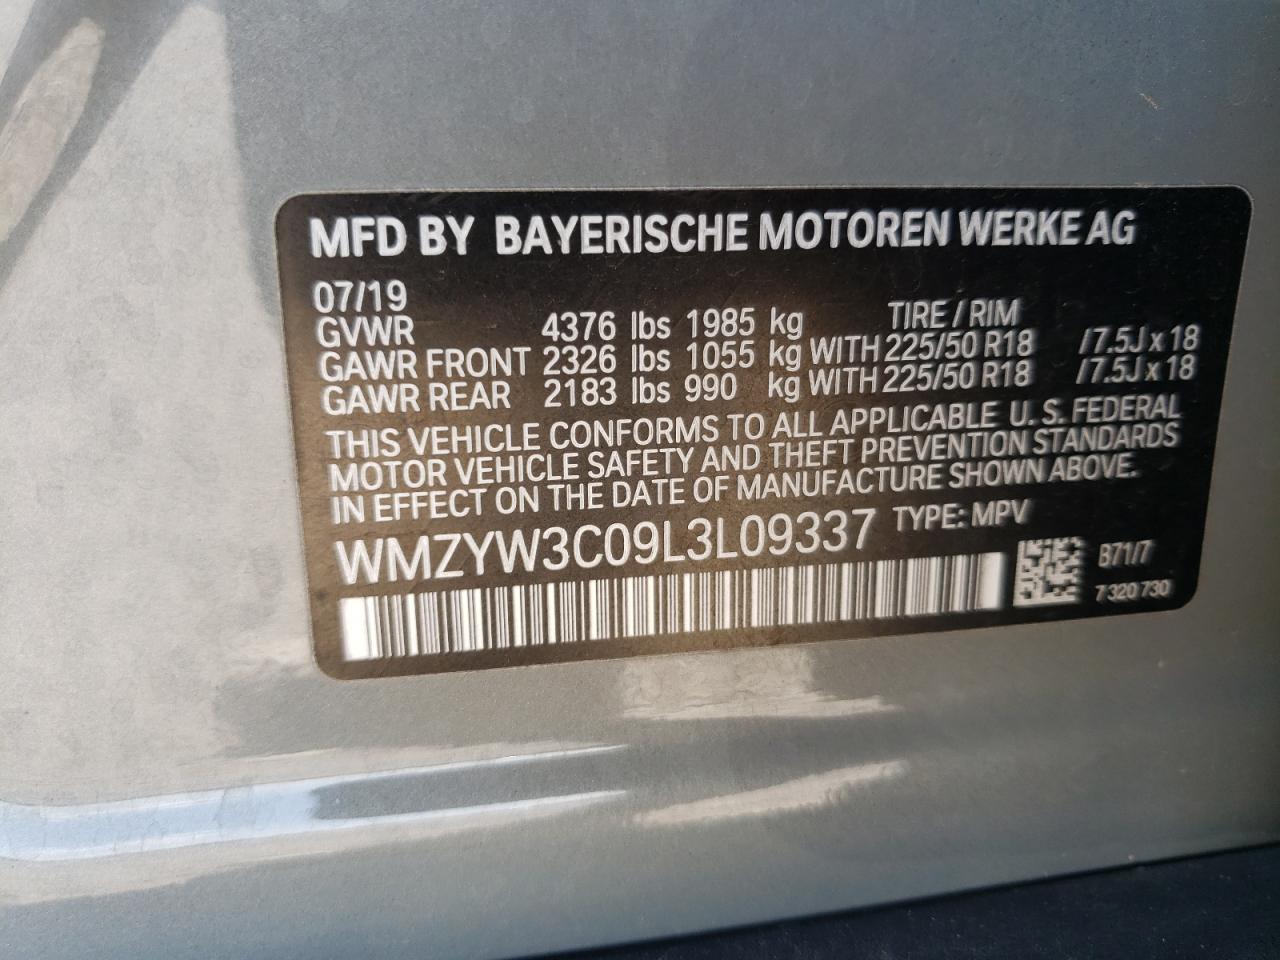 MFD BY BAYERISCHE MOTOREN WERKE AG
07/19
GVWR 4376 lbs 1985 kg TIRE / RIM
GAWR FRONT 2326 lbs 1055 kg WITH 225/50 R18 /7.5J x 18
GAWR REAR 2183 lbs 990 kg WITH 225/50 R18 /7.5J x 18
THIS VEHICLE CONFORMS TO ALL APPLICABLE U. S. FEDERAL
MOTOR VEHICLE SAFETY AND THEFT PREVENTION STANDARDS
IN EFFECT ON THE DATE OF MANUFACTURE SHOWN ABOVE.
WMZYW3C09L3L09337 TYPE: MPV
B71/7
7 320 730